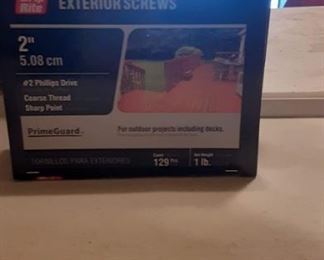 Rite
EXTERIOR SCREWS
2"
5.08 cm
#2 Phillips Drive
Coarse Thread
Sharp Point
PrimeGuard
For outdoor projects including decks.
TORNILLOS PARA EXTERIORES
Count
129 Pcs
Net Weight
1 lb.